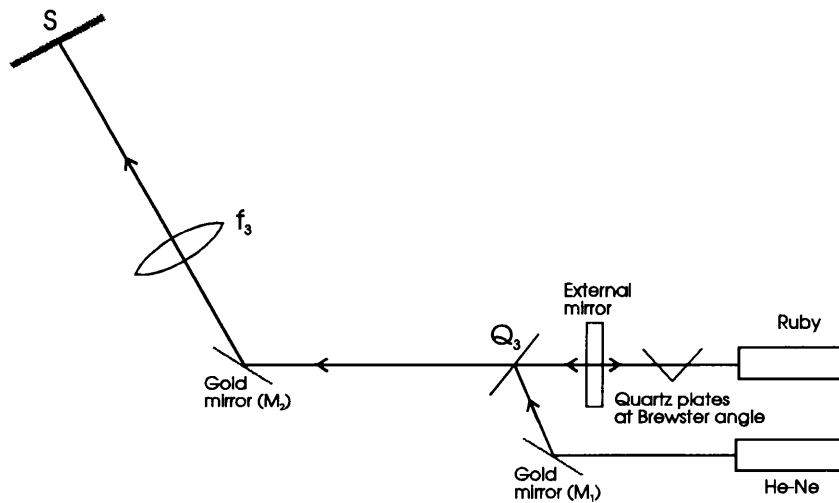 S
f₃
External
mirror
Ruby
Q₃
Gold
mirror (M₂)
Quartz plates
at Brewster angle
Gold
mirror (M₁)
He-Ne